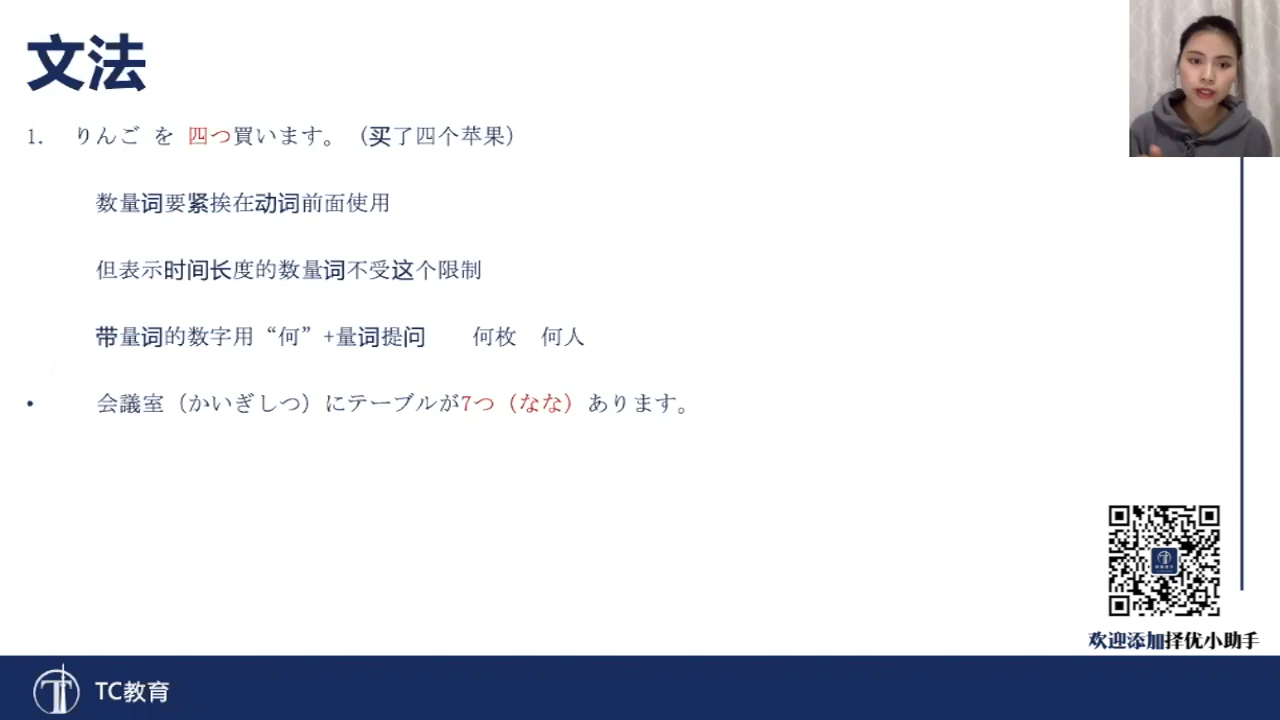 文法
1. りんご を 四つ買います。（买了四个苹果）
数量词要紧挨在动词前面使用
但表示时间长度的数量词不受这个限制
带量词的数字用“何”+量词提问 何枚 何人
• 会議室（かいぎしつ）にテーブルが7つ（なな）あります。
欢迎添加择优小助手
TC教育